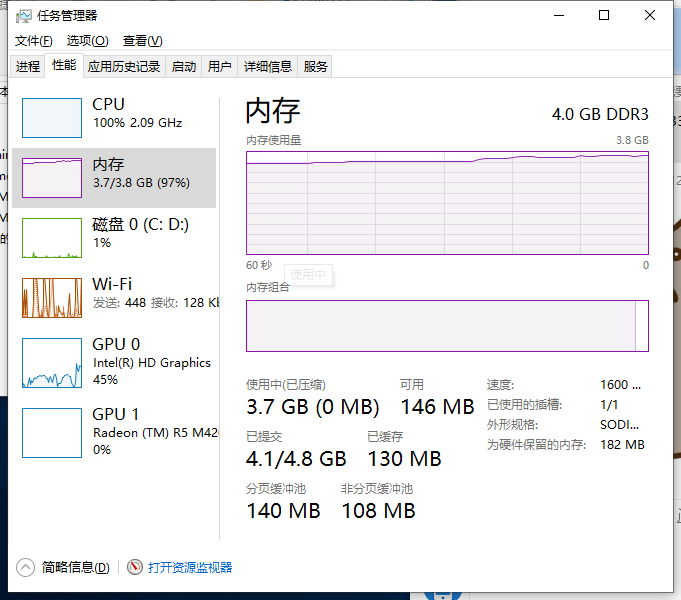 任务管理器
文件(F) 选项(O) 查看(V)
进程 性能 应用历史记录 启动 用户 详细信息 服务
CPU
100% 2.09 GHz
内存
3.7/3.8 GB (97%)
磁盘 0 (C: D:)
1%
Wi-Fi
发送: 448 接收: 128 Kb
GPU 0
Intel(R) HD Graphics
45%
GPU 1
Radeon (TM) R5 M42
0%
内存 4.0 GB DDR3
内存使用量 3.8 GB
60 秒 0
使用中
内存组合
使用中(已压缩) 可用
3.7 GB (0 MB) 146 MB
已提交 已缓存
4.1/4.8 GB 130 MB
分页缓冲池 非分页缓冲池
140 MB 108 MB
速度: 1600 ...
已使用的插槽: 1/1
外形规格: SODI...
为硬件保留的内存: 182 MB
简略信息(D) 打开资源监视器